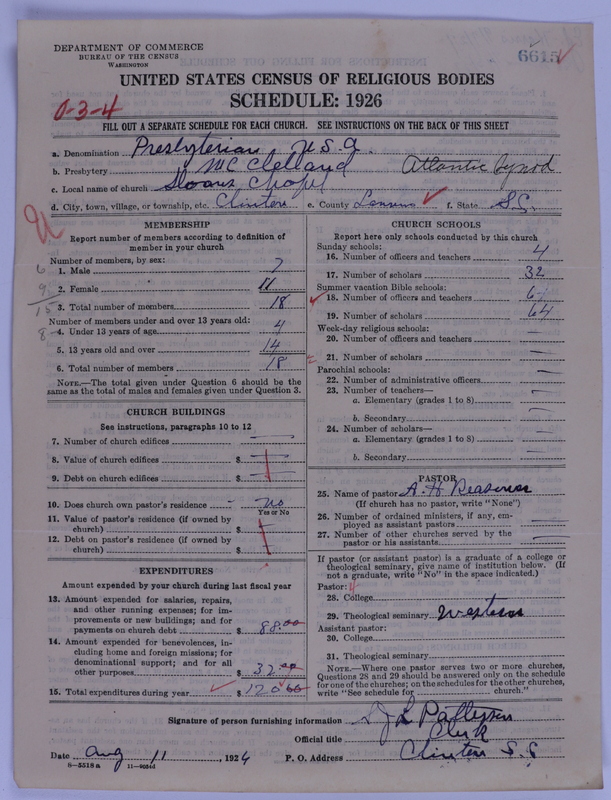 DEPARTMENT OF COMMERCE
BUREAU OF THE CENSUS
WASHINGTON
6615
UNITED STATES CENSUS OF RELIGIOUS BODIES
SCHEDULE: 1926
0-3-4
FILL OUT A SEPARATE SCHEDULE FOR EACH CHURCH. SEE INSTRUCTIONS ON THE BACK OF THIS SHEET
a. Denomination Presbyterian, U.S.A.
b. Presbytery McClelland Atlantic Synod
c. Local name of church Sloans Chapel
d. City, town, village, or township, etc. Clinton e. County Laurens f. State S.C.
MEMBERSHIP
Report number of members according to definition of
member in your church
Number of members, by sex:
1. Male 7
2. Female 11
3. Total number of members 18
Number of members under and over 13 years old:
4. Under 13 years of age 4
5. 13 years old and over 14
6. Total number of members 18
NOTE.—The total given under Question 6 should be
same as the total of males and females given under Question 3.
6
9
15
8
CHURCH BUILDINGS
See instructions, paragraphs 10 to 12
7. Number of church edifices
8. Value of church edifices $
9. Debt on church edifices $
10. Does church own pastor's residence no
Yes or No
11. Value of pastor's residence (if owned by
church) $
12. Debt on pastor's residence (if owned by
church) $
EXPENDITURES
Amount expended by your church during last fiscal year
13. Amount expended for salaries, repairs,
and other running expenses; for im-
provements or new buildings; and for
payments on church debt $ 88.00
14. Amount expended for benevolences, in-
cluding home and foreign missions; for
denominational support; and for all
other purposes $ 32.00
15. Total expenditures during year $ 120.00
CHURCH SCHOOLS
Report here only schools conducted by this church
Sunday schools:
16. Number of officers and teachers 4
17. Number of scholars 32
Summer vacation Bible schools:
18. Number of officers and teachers
19. Number of scholars 64
Week-day religious schools:
20. Number of officers and teachers
21. Number of scholars
Parochial schools:
22. Number of administrative officers
23. Number of teachers—
a. Elementary (grades 1 to 8)
b. Secondary
24. Number of scholars—
a. Elementary (grades 1 to 8)
b. Secondary
PASTOR
25. Name of pastor A. H. Reasoner
(If church has no pastor, write "None")
26. Number of ordained ministers, if any, em-
ployed as assistant pastors
27. Number of other churches served by the
pastor or his assistants
If pastor (or assistant pastor) is a graduate of a college or
theological seminary, give name of institution below. (If
not a graduate, write "No" in the space indicated.)
Pastor:
28. College
29. Theological seminary Western
Assistant pastor:
30. College
31. Theological seminary
NOTE.—Where one pastor serves two or more churches,
Questions 28 and 29 should be answered only on the schedule
for one of the churches; on the schedules for the other churches,
write "See schedule for church."
Signature of person furnishing information L Patterson
Official title Clerk
Date Aug 11, 1926 P. O. Address Clinton S.C.
8—5518 a